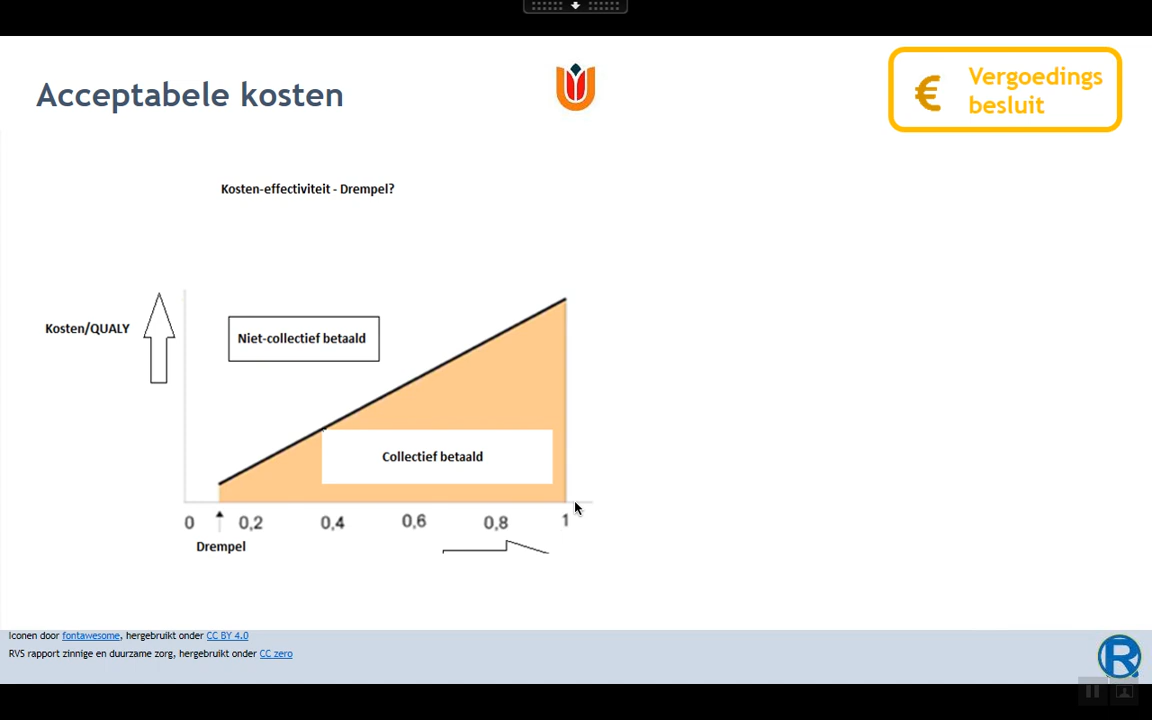 Acceptabele kosten
€
Vergoedings
besluit
Kosten-effectiviteit - Drempel?
Kosten/QUALY
Niet-collectief betaald
Collectief betaald
0 0,2 0,4 0,6 0,8 1
Drempel
Iconen door fontawesome, hergebruikt onder CC BY 4.0
RVS rapport zinnige en duurzame zorg, hergebruikt onder CC zero
R